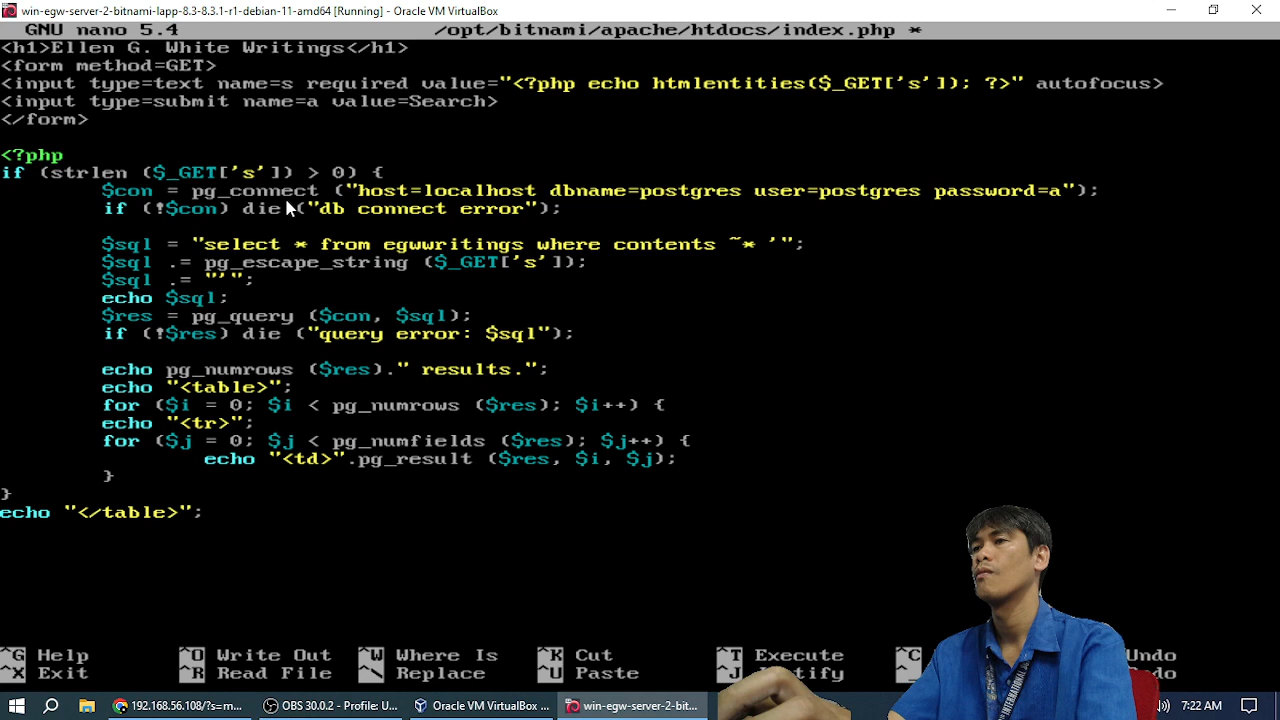 win-egw-server-2-bitnami-lapp-8.3-8.3.1-r1-debian-11-amd64 [Running] - Oracle VM VirtualBox
GNU nano 5.4 /opt/bitnami/apache/htdocs/index.php *
<h1>Ellen G. White Writings</h1>
<form method=GET>
<input type=text name=s required value="<?php echo htmlentities($_GET['s']); ?>" autofocus>
<input type=submit name=a value=Search>
</form>
<?php
if (strlen ($_GET['s']) > 0) {
$con = pg_connect ("host=localhost dbname=postgres user=postgres password=a");
if (!$con) die ("db connect error");
$sql = "select * from egwwritings where contents ~* '";
$sql .= pg_escape_string ($_GET['s']);
$sql .= "'";
echo $sql;
$res = pg_query ($con, $sql);
if (!$res) die ("query error: $sql");
echo pg_numrows ($res)." results.";
echo "<table>";
for ($i = 0; $i < pg_numrows ($res); $i++) {
echo "<tr>";
for ($j = 0; $j < pg_numfields ($res); $j++) {
echo "<td>".pg_result ($res, $i, $j);
}
}
echo "</table>";
^G Help ^O Write Out ^W Where Is ^K Cut ^T Execute ^C Undo
^X Exit ^R Read File ^\ Replace ^U Paste ^J
192.168.56.108/?s=m... OBS 30.0.2 - Profile: U... Oracle VM VirtualBox ... win-egw-server-2-bit... 7:22 AM
INTERNATIONAL